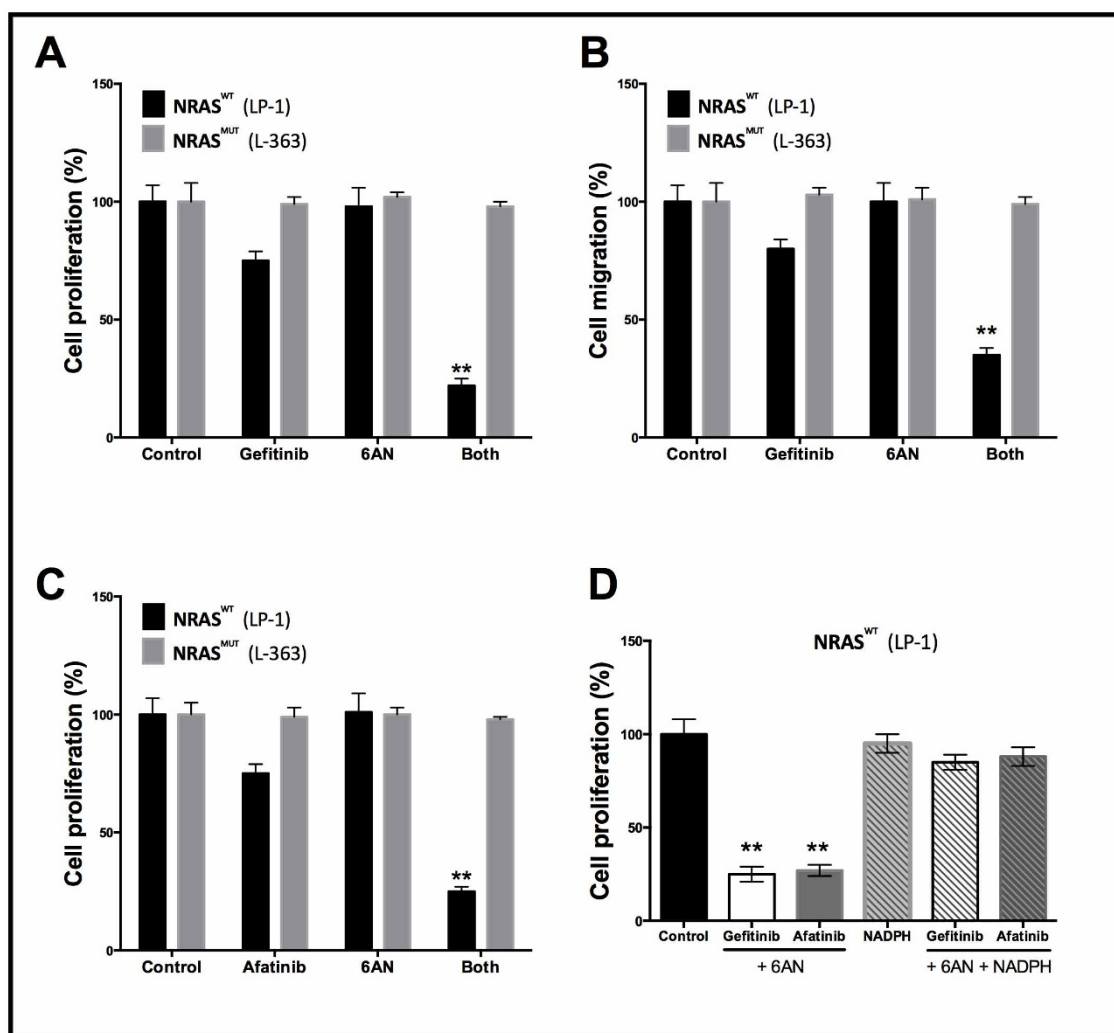 A
Cell proliferation (%)
150
100
50
0
NRAS^WT (LP-1)
NRAS^MUT (L-363)
**
Control Gefitinib 6AN Both
B
Cell migration (%)
150
100
50
0
NRAS^WT (LP-1)
NRAS^MUT (L-363)
**
Control Gefitinib 6AN Both
C
Cell proliferation (%)
150
100
50
0
NRAS^WT (LP-1)
NRAS^MUT (L-363)
**
Control Afatinib 6AN Both
D
NRAS^WT (LP-1)
Cell proliferation (%)
150
100
50
0
** **
Control Gefitinib Afatinib NADPH Gefitinib Afatinib
+ 6AN + 6AN + NADPH